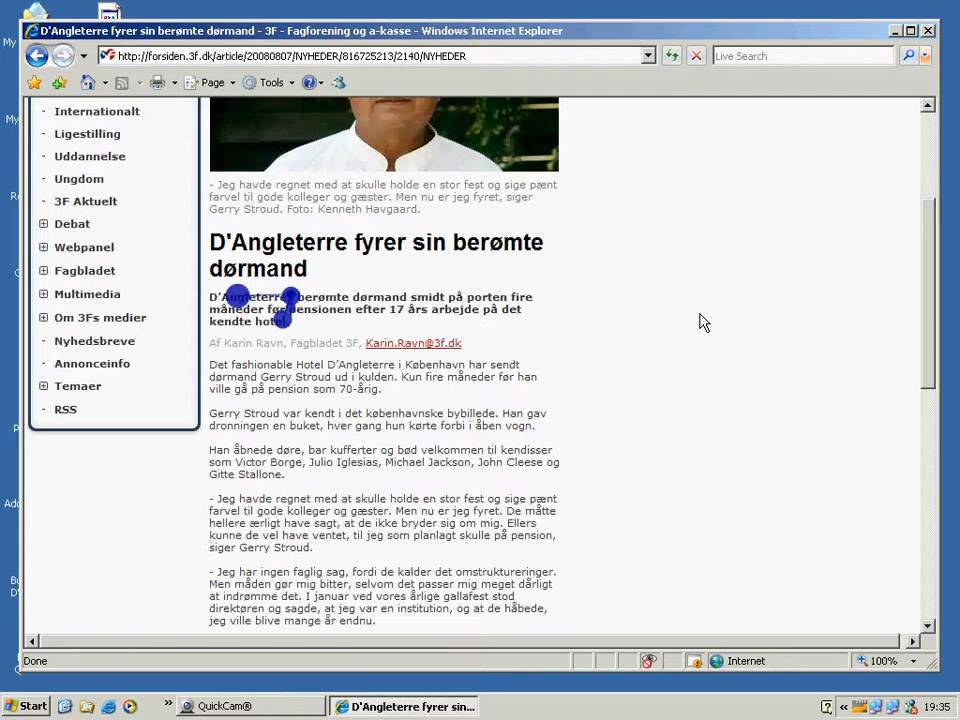 D'Angleterre fyrer sin berømte dørmand - 3F - Fagforening og a-kasse - Windows Internet Explorer
http://forsiden.3f.dk/article/20080807/NYHEDER/816725213/2140/NYHEDER
Live Search
Page
Tools
- Internationalt
- Ligestilling
- Uddannelse
- Ungdom
- 3F Aktuelt
Debat
Webpanel
Fagbladet
Multimedia
Om 3Fs medier
- Nyhedsbreve
- Annonceinfo
Temaer
- RSS
- Jeg havde regnet med at skulle holde en stor fest og sige pænt
farvel til gode kolleger og gæster. Men nu er jeg fyret, siger
Gerry Stroud. Foto: Kenneth Havgaard.
D'Angleterre fyrer sin berømte
dørmand
D'Angleterres berømte dørmand smidt på porten fire
måneder før pensionen efter 17 års arbejde på det
kendte hotel.
Af Karin Ravn, Fagbladet 3F, Karin.Ravn@3f.dk
Det fashionable Hotel D'Angleterre i København har sendt
dørmand Gerry Stroud ud i kulden. Kun fire måneder før han
ville gå på pension som 70-årig.
Gerry Stroud var kendt i det københavnske bybillede. Han gav
dronningen en buket, hver gang hun kørte forbi i åben vogn.
Han åbnede døre, bar kufferter og bød velkommen til kendisser
som Victor Borge, Julio Iglesias, Michael Jackson, John Cleese og
Gitte Stallone.
- Jeg havde regnet med at skulle holde en stor fest og sige pænt
farvel til gode kolleger og gæster. Men nu er jeg fyret. De måtte
hellere ærligt have sagt, at de ikke bryder sig om mig. Ellers
kunne de vel have ventet, til jeg som planlagt skulle på pension,
siger Gerry Stroud.
- Jeg har ingen faglig sag, fordi de kalder det omstruktureringer.
Men måden gør mig bitter, selvom det passer mig meget dårligt
at indrømme det. I januar ved vores årlige gallafest stod
direktøren og sagde, at jeg var en institution, og at de håbede,
jeg ville blive mange år endnu.
Done
Internet
100%
Start
QuickCam®
D'Angleterre fyrer sin...
19:35